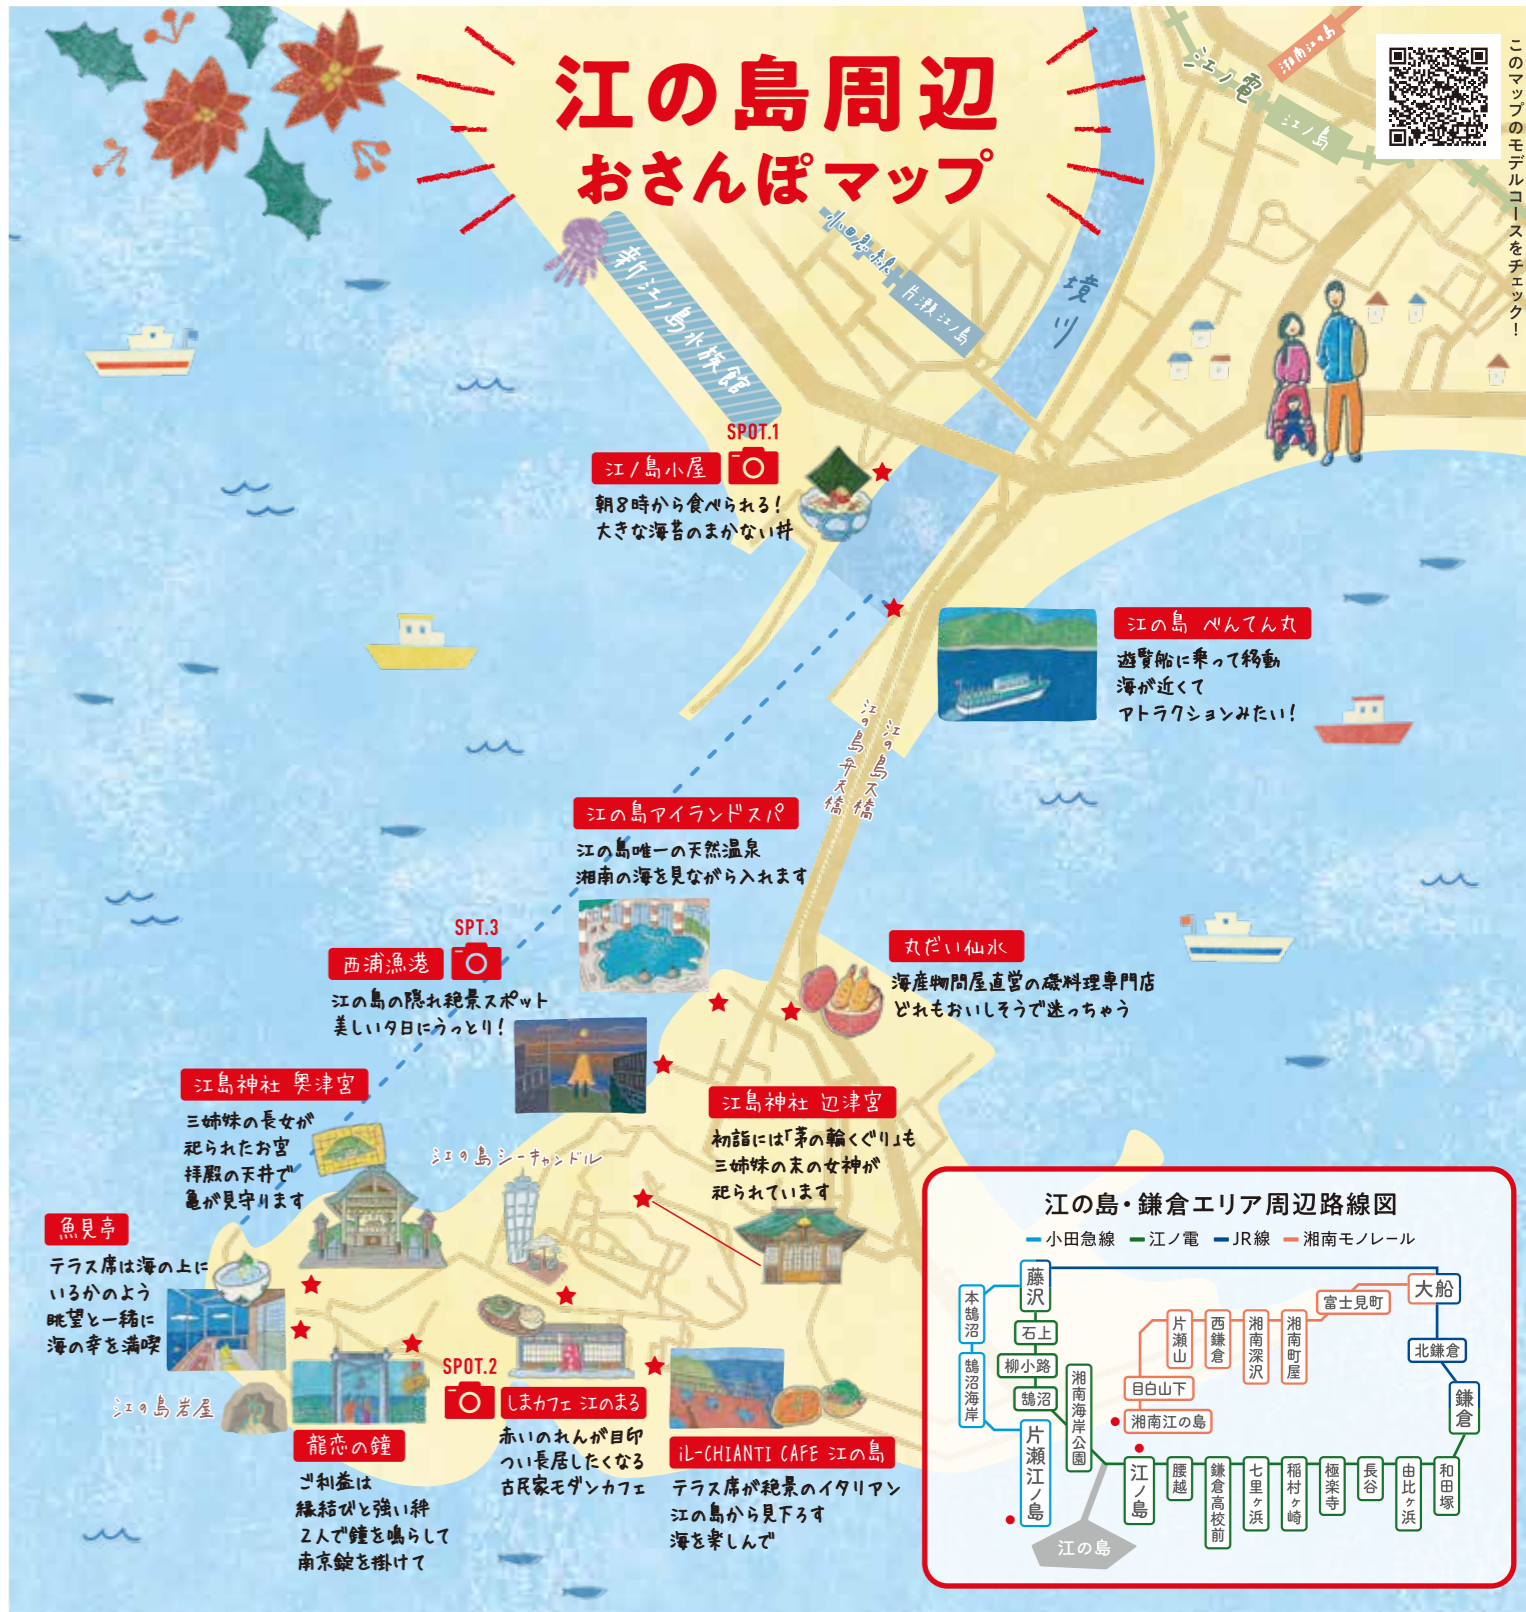 江の島周辺
おさんぽマップ
このマップのモデルコースをチェック!
湘南江の島
江ノ電
江ノ島
小田急線
片瀬江ノ島
境川
新江ノ島水族館
SPOT.1
江ノ島小屋
朝8時から食べられる!
大きな海苔のまかない丼
江の島 べんてん丸
遊覧船に乗って移動
海が近くて
アトラクションみたい!
江の島大橋
江の島弁天橋
江の島アイランドスパ
江の島唯一の天然温泉
湘南の海を見ながら入れます
SPT.3
西浦漁港
江の島の隠れ絶景スポット
美しい夕日にうっとり!
丸だい仙水
海産物問屋直営の磯料理専門店
どれもおいしそうで迷っちゃう
江島神社 奥津宮
三姉妹の長女が
祀られたお宮
拝殿の天井で
亀が見守ります
江の島シーキャンドル
江島神社 辺津宮
初詣には「茅の輪くぐり」も
三姉妹の末の女神が
祀られています
魚見亭
テラス席は海の上に
いるかのよう
眺望と一緒に
海の幸を満喫
江の島岩屋
龍恋の鐘
ご利益は
縁結びと強い絆
2人で鐘を鳴らして
南京錠を掛けて
SPOT.2
しまカフェ 江のまる
赤いのれんが目印
つい長居したくなる
古民家モダンカフェ
iL-CHIANTI CAFE 江の島
テラス席が絶景のイタリアン
江の島から見下ろす
海を楽しんで
江の島・鎌倉エリア周辺路線図
小田急線 江ノ電 JR線 湘南モノレール
藤沢
本鵠沼
鵠沼海岸
片瀬江ノ島
石上
柳小路
鵠沼
湘南海岸公園
江ノ島
腰越
鎌倉高校前
七里ヶ浜
稲村ヶ崎
極楽寺
長谷
由比ヶ浜
和田塚
鎌倉
北鎌倉
大船
富士見町
湘南町屋
湘南深沢
西鎌倉
片瀬山
目白山下
湘南江の島
江の島